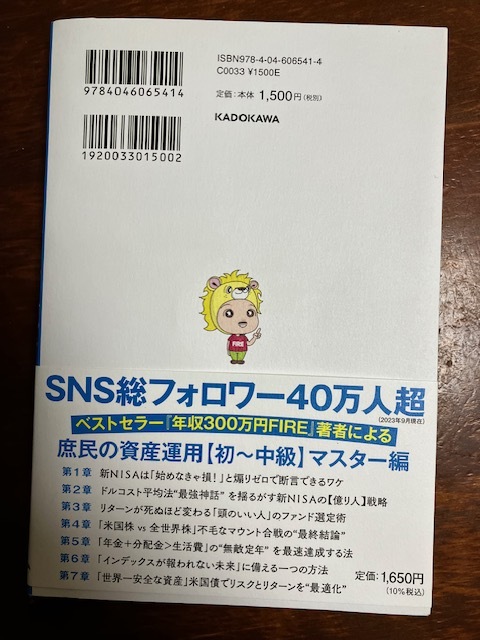 ISBN978-4-04-606541-4
C0033 ¥1500E
9784046065414
定価：本体 1,500円（税別）
KADOKAWA
1920033015002
FIRE
SNS総フォロワー40万人超
（2023年9月現在）
ベストセラー『年収300万円FIRE』著者による
庶民の資産運用【初〜中級】マスター編
第1章 新NISAは「始めなきゃ損！」と煽りゼロで断言できるワケ
第2章 ドルコスト平均法“最強神話”を揺るがす新NISAの【億り人】戦略
第3章 リターンが死ぬほど変わる「頭のいい人」のファンド選定術
第4章 「米国株 vs 全世界株」不毛なマウント合戦の“最終結論”
第5章 「年金＋分配金＞生活費」の“無敵定年”を最速達成する法
第6章 「インデックスが報われない未来」に備える一つの方法
第7章 「世界一安全な資産」米国債でリスクとリターンを“最適化”
定価：1,650円
（10%税込）